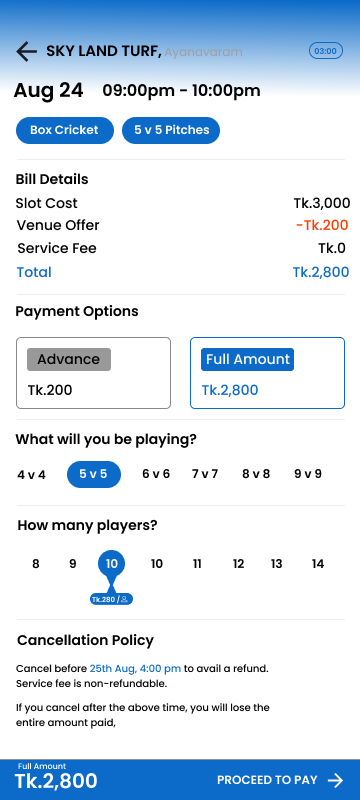 SKY LAND TURF, Ayanavaram 03:00
Aug 24 09:00pm - 10:00pm
Box Cricket 5 v 5 Pitches
Bill Details
Slot Cost Tk.3,000
Venue Offer -Tk.200
Service Fee Tk.0
Total Tk.2,800
Payment Options
Advance Full Amount
Tk.200 Tk.2,800
What will you be playing?
4 v 4 5 v 5 6 v 6 7 v 7 8 v 8 9 v 9
How many players?
8 9 10 10 11 12 13 14
Tk.280 /
Cancellation Policy
Cancel before 25th Aug, 4:00 pm to avail a refund.
Service fee is non-refundable.
If you cancel after the above time, you will lose the
entire amount paid,
Full Amount
Tk.2,800 PROCEED TO PAY